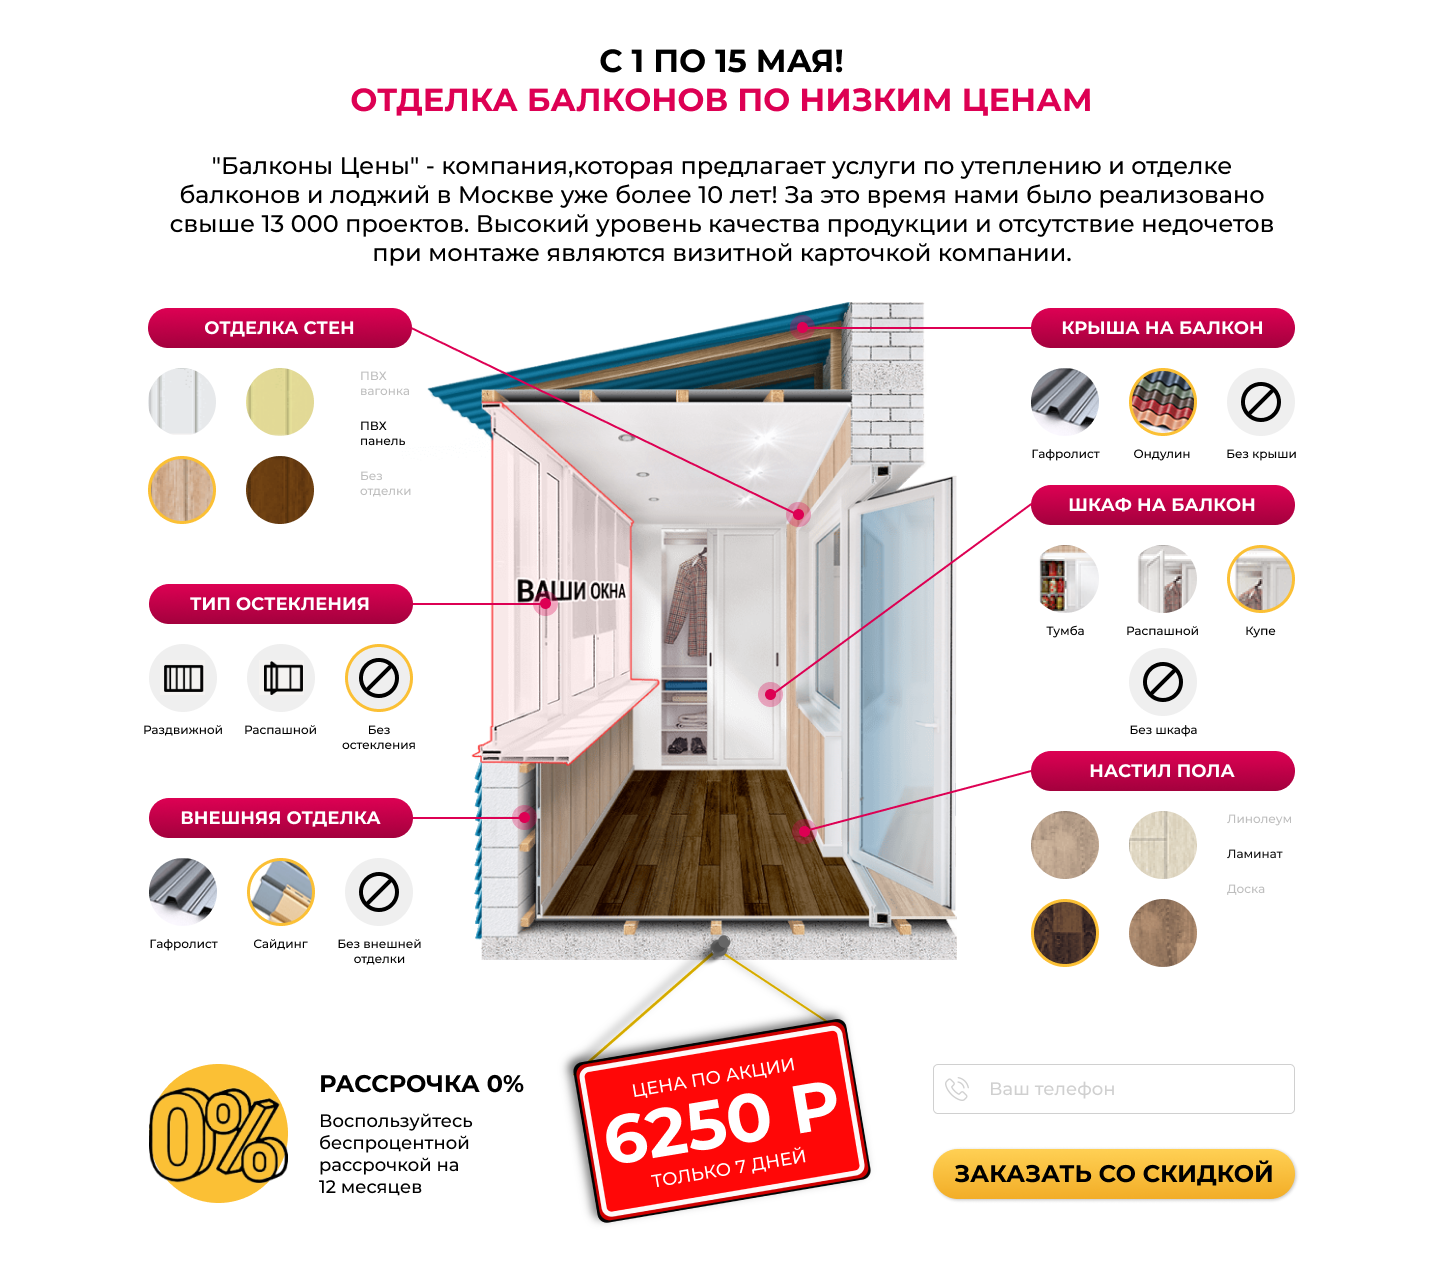 С 1 ПО 15 МАЯ!
ОТДЕЛКА БАЛКОНОВ ПО НИЗКИМ ЦЕНАМ
"Балконы Цены" - компания,которая предлагает услуги по утеплению и отделке
балконов и лоджий в Москве уже более 10 лет! За это время нами было реализовано
свыше 13 000 проектов. Высокий уровень качества продукции и отсутствие недочетов
при монтаже являются визитной карточкой компании.
ОТДЕЛКА СТЕН
ПВХ
вагонка
ПВХ
панель
Без
отделки
ТИП ОСТЕКЛЕНИЯ
Раздвижной
Распашной
Без
остекления
ВНЕШНЯЯ ОТДЕЛКА
Гафролист
Сайдинг
Без внешней
отделки
ВАШИ ОКНА
КРЫША НА БАЛКОН
Гафролист
Ондулин
Без крыши
ШКАФ НА БАЛКОН
Тумба
Распашной
Купе
Без шкафа
НАСТИЛ ПОЛА
Линолеум
Ламинат
Доска
0%
РАССРОЧКА 0%
Воспользуйтесь
беспроцентной
рассрочкой на
12 месяцев
ЦЕНА ПО АКЦИИ
6250 Р
ТОЛЬКО 7 ДНЕЙ
Ваш телефон
ЗАКАЗАТЬ СО СКИДКОЙ